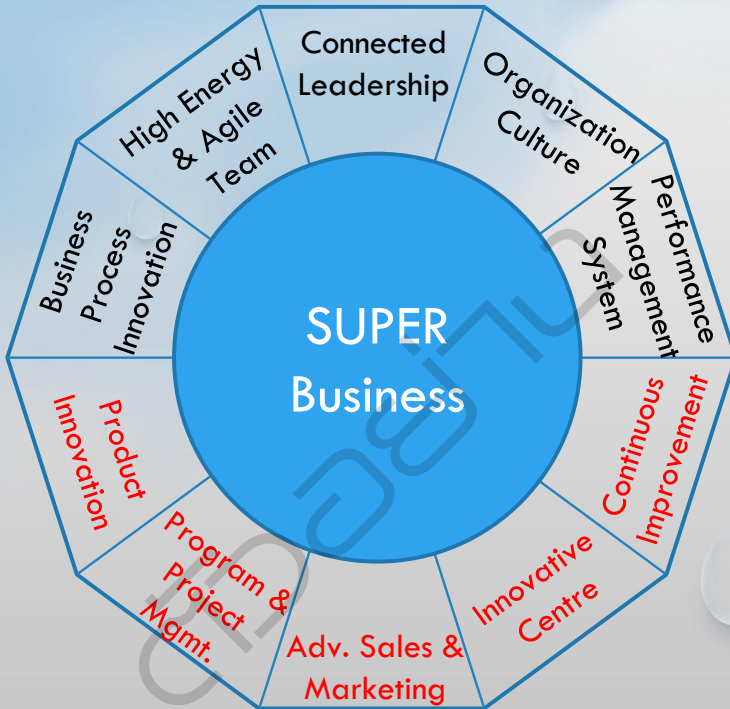 Connected
Leadership
Organization
Culture
Performance
Management
System
Continuous
Improvement
Innovative
Centre
Adv. Sales &
Marketing
Program &
Project
Mgmt.
Product
Innovation
Business
Process
Innovation
High Energy
& Agile
Team
SUPER
Business